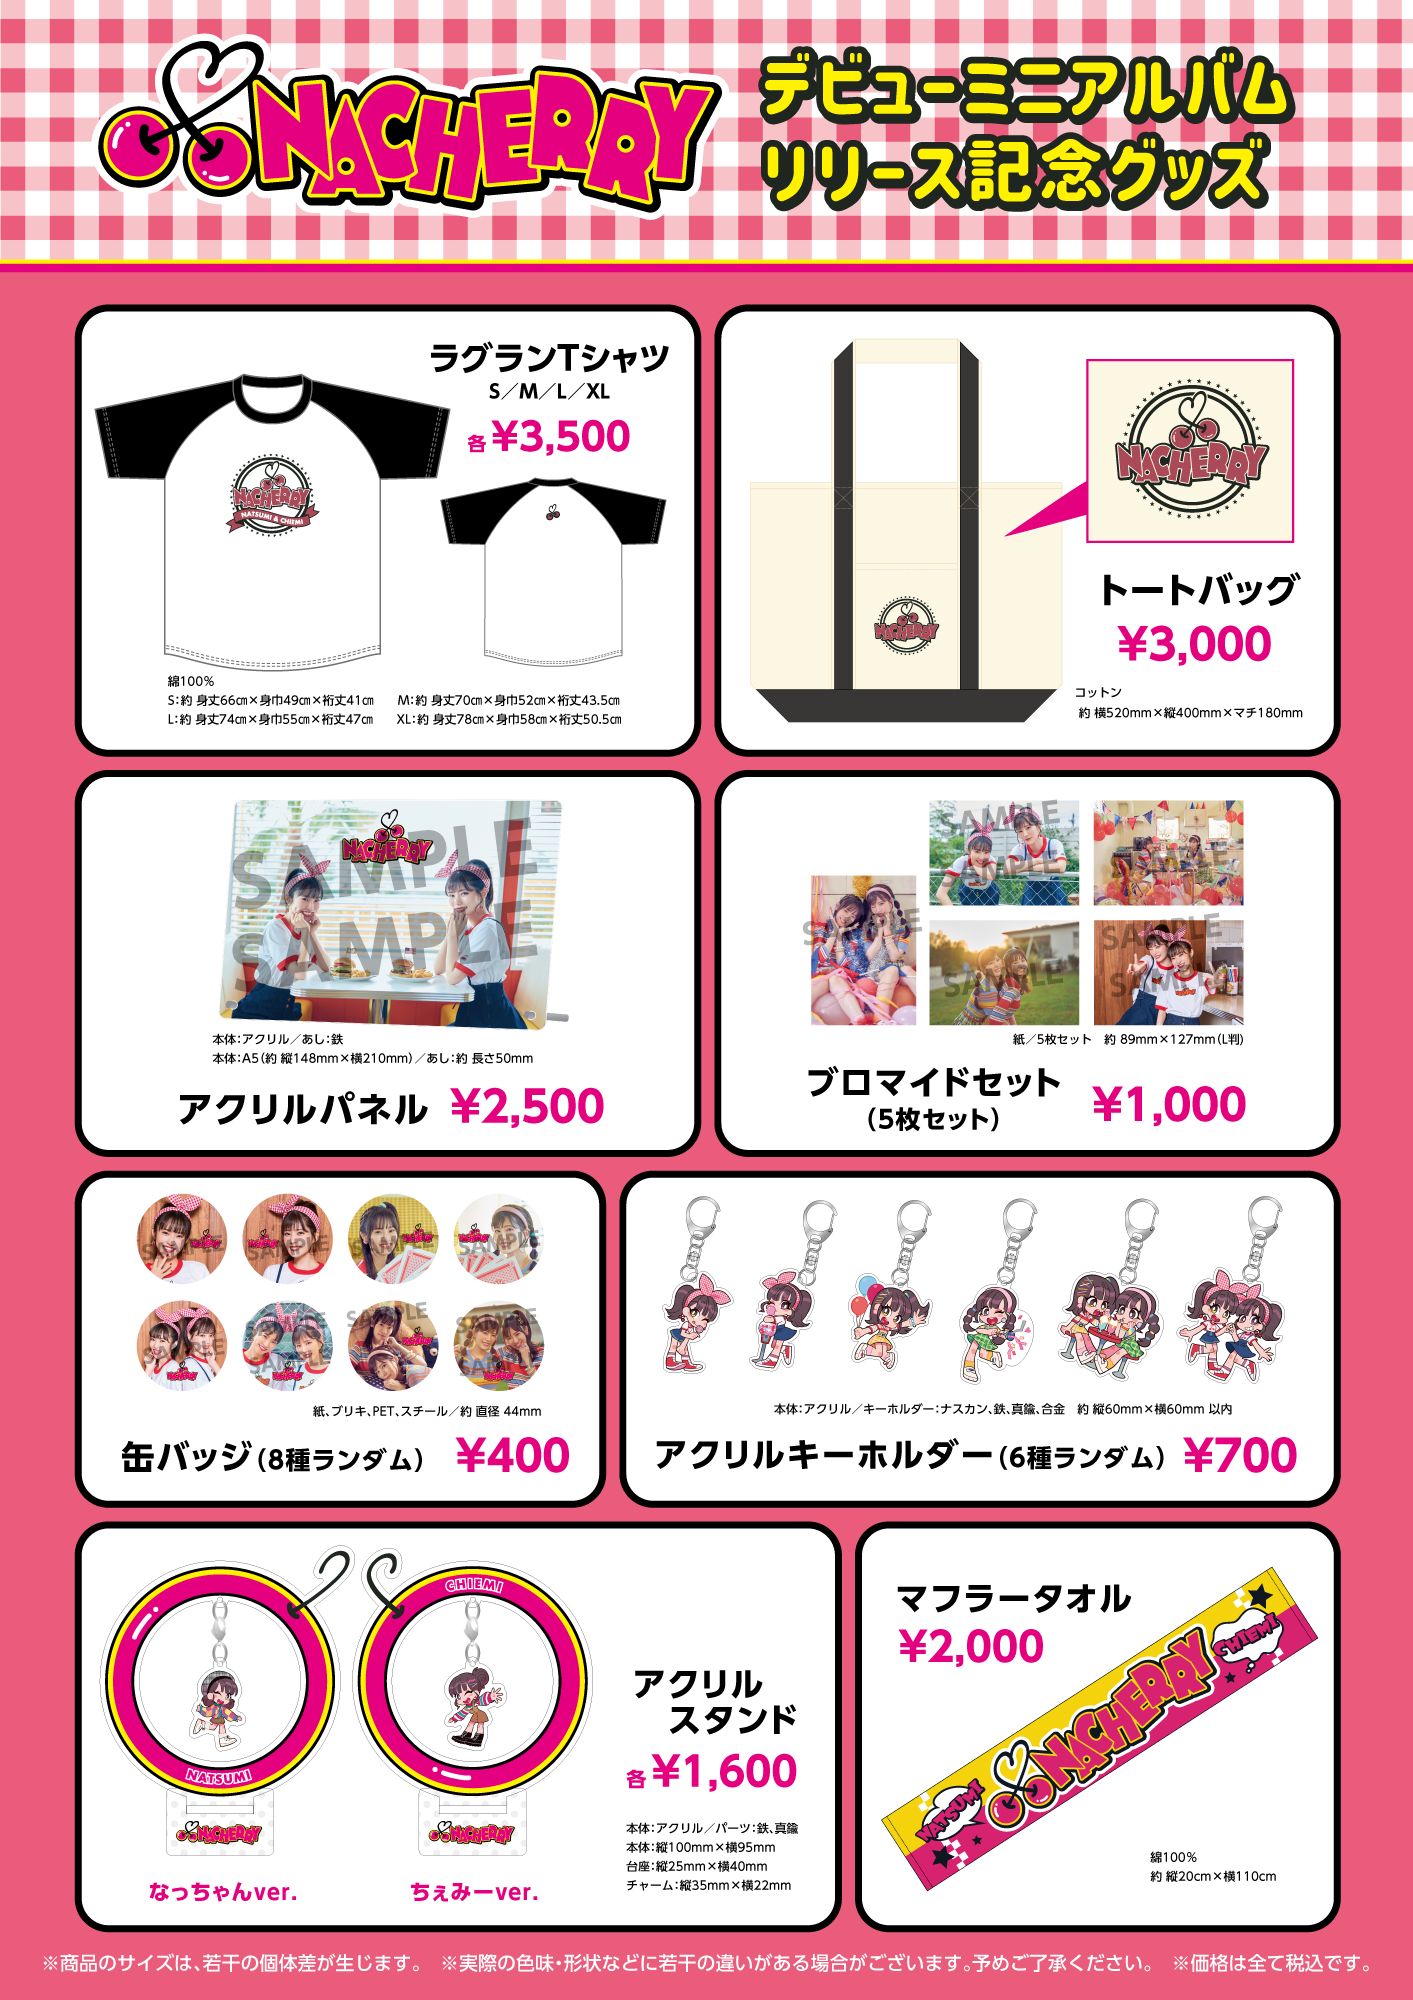 NACHERRY
デビューミニアルバム
リリース記念グッズ
ラグランTシャツ
S／M／L／XL
各¥3,500
NACHERRY
NATSUMI & CHIEMI
綿100%
S：約 身丈66㎝×身巾49㎝×裄丈41㎝
M：約 身丈70㎝×身巾52㎝×裄丈43.5㎝
L：約 身丈74㎝×身巾55㎝×裄丈47㎝
XL：約 身丈78㎝×身巾58㎝×裄丈50.5㎝
NACHERRY
NACHERRY
トートバッグ
¥3,000
コットン
約 横520mm×縦400mm×マチ180mm
NACHERRY
SAMPLE
SAMPLE
本体：アクリル／あし：鉄
本体：A5（約 縦148mm×横210mm）／あし：約 長さ50mm
アクリルパネル ¥2,500
SAMPLE
SAMPLE
SAMPLE
SAMPLE
SAMPLE
SAMPLE
SAMPLE
紙／5枚セット 約 89mm×127mm（L判）
ブロマイドセット
（5枚セット）
¥1,000
SAMPLE
SAMPLE
SAMPLE
SAMPLE
SAMPLE
SAMPLE
SAMPLE
SAMPLE
紙、ブリキ、PET、スチール／約 直径 44mm
缶バッジ（8種ランダム） ¥400
本体：アクリル／キーホルダー：ナスカン、鉄、真鍮、合金 約 縦60mm×横60mm 以内
アクリルキーホルダー（6種ランダム） ¥700
NATSUMI
NACHERRY
なっちゃんver.
CHIEMI
NACHERRY
ちぇみーver.
アクリル
スタンド
各¥1,600
本体：アクリル／パーツ：鉄、真鍮
本体：縦100mm×横95mm
台座：縦25mm×横40mm
チャーム：縦35mm×横22mm
マフラータオル
¥2,000
NATSUMI
NACHERRY
CHIEMI
綿100%
約 縦20cm×横110cm
※商品のサイズは、若干の個体差が生じます。 ※実際の色味・形状などに若干の違いがある場合がございます。予めご了承ください。 ※価格は全て税込です。